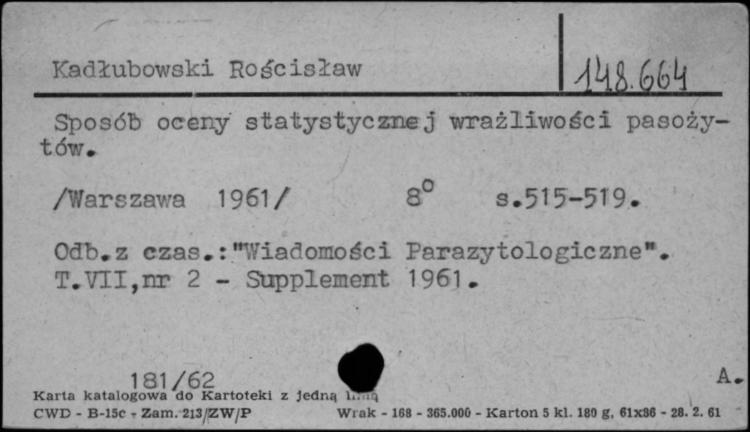 Kadłubowski Rościsław
148.664
Sposób oceny statystycznej wrażliwości pasoży-
tów.
/Warszawa 1961/ 8° s.515-519.
Odb.z czas.:"Wiadomości Parazytologiczne".
T.VII,nr 2 - Supplement 1961.
181/62
A.
Karta katalogowa do Kartoteki z jedną linią
CWD - B-15c - Zam. 213/ZW/P Wrak - 168 - 365.000 - Karton 5 kl. 180 g, 61x86 - 28. 2. 61